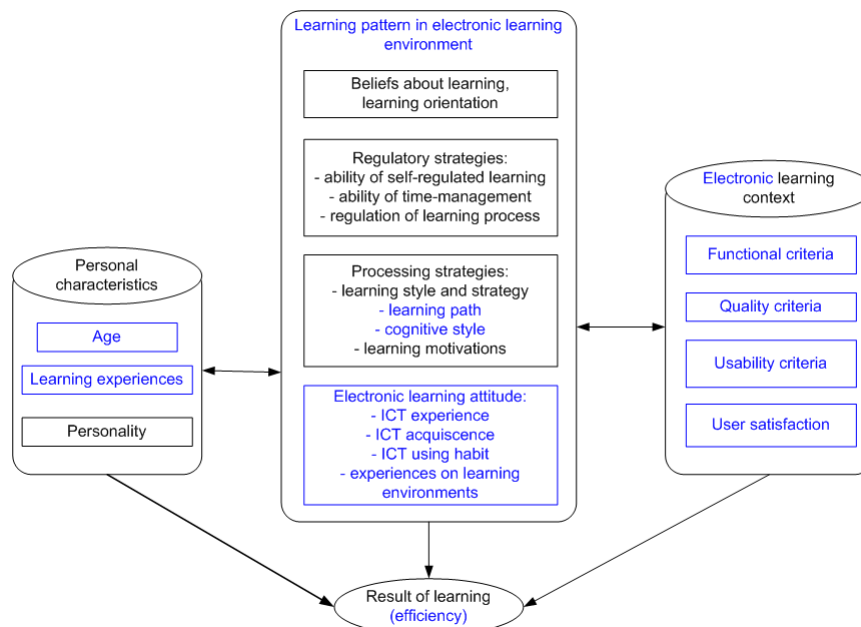 Learning pattern in electronic learning
environment
Beliefs about learning,
learning orientation
Regulatory strategies:
- ability of self-regulated learning
- ability of time-management
- regulation of learning process
Processing strategies:
- learning style and strategy
- learning path
- cognitive style
- learning motivations
Electronic learning attitude:
- ICT experience
- ICT acquiscence
- ICT using habit
- experiences on learning
environments
Personal
characteristics
Age
Learning experiences
Personality
Electronic learning
context
Functional criteria
Quality criteria
Usability criteria
User satisfaction
Result of learning
(efficiency)